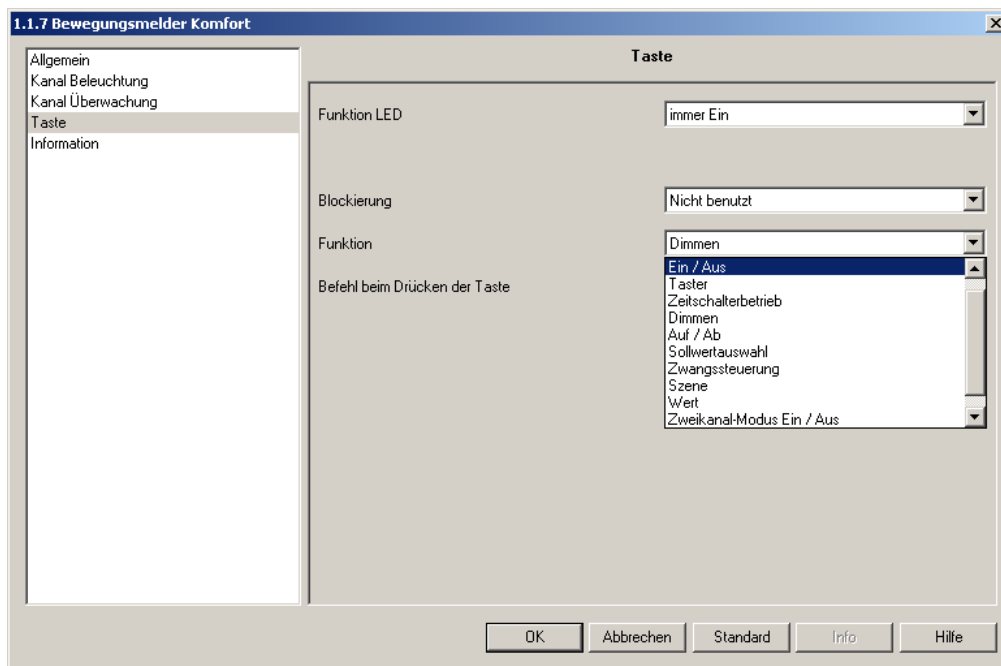 1.1.7 Bewegungsmelder Komfort
Allgemein
Kanal Beleuchtung
Kanal Überwachung
Taste
Information
Taste
Funktion LED
immer Ein
Blockierung
Nicht benutzt
Funktion
Dimmen
Ein / Aus
Taster
Zeitschalterbetrieb
Dimmen
Auf / Ab
Sollwertauswahl
Zwangssteuerung
Szene
Wert
Zweikanal-Modus Ein / Aus
Befehl beim Drücken der Taste
OK
Abbrechen
Standard
Info
Hilfe